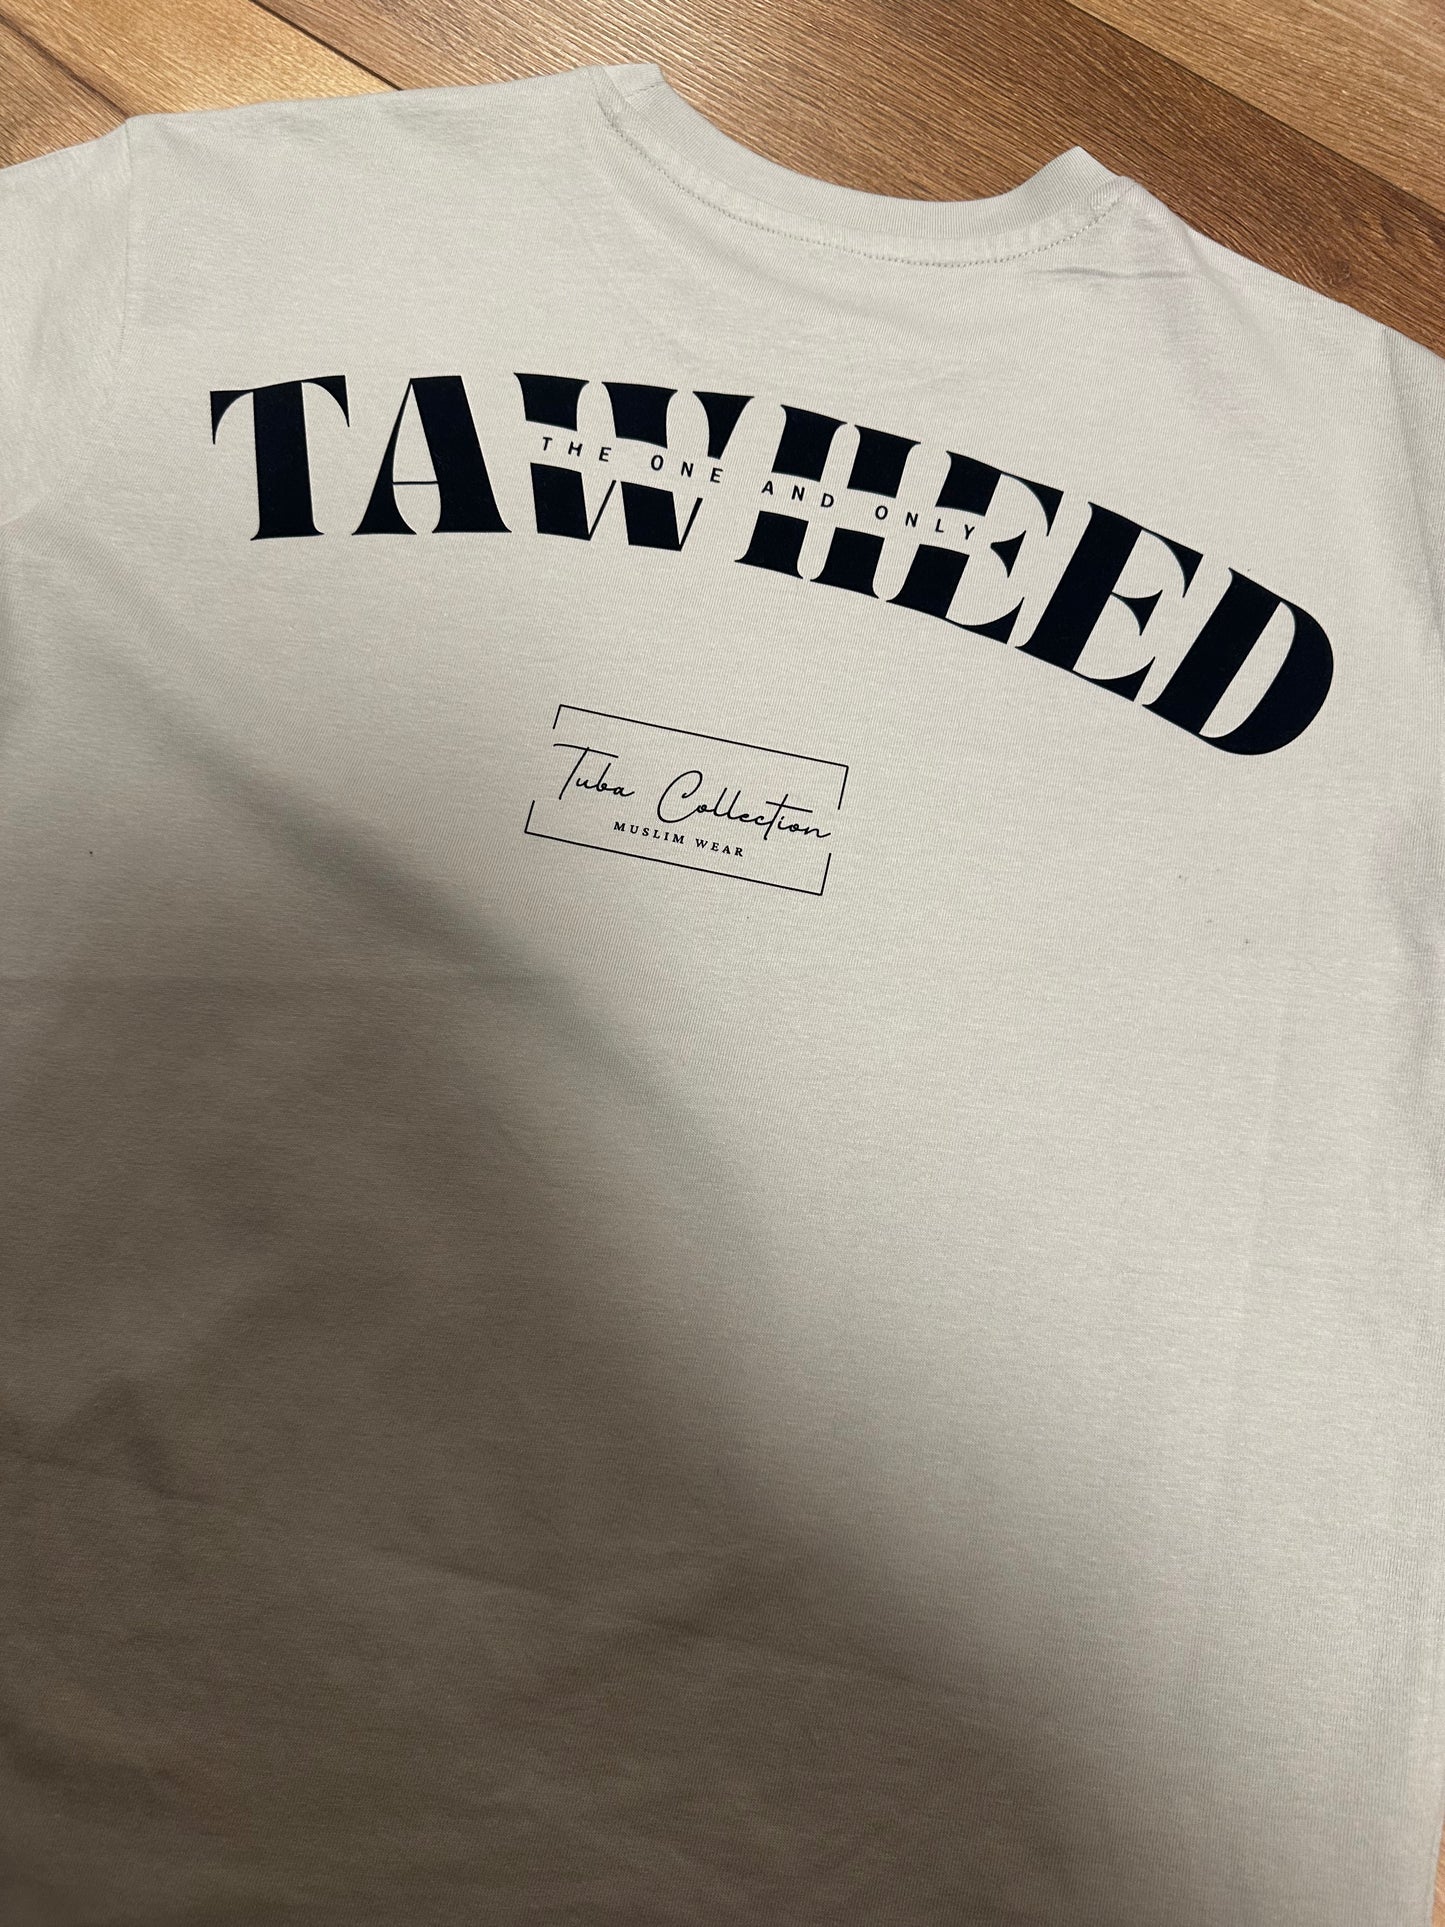 TAWHEED
THE ONE AND ONLY
Tuba Collection
MUSLIM WEAR